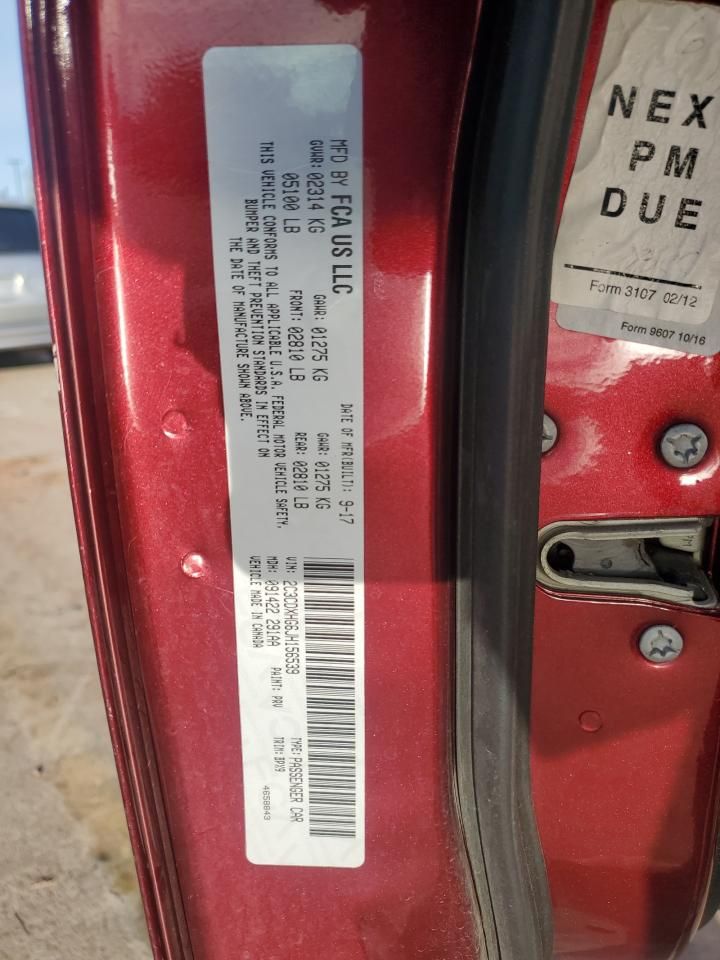 MFD BY FCA US LLC
DATE OF MFR(BUILT): 9-17
GVWR: 02314 KG
GAWR: 01275 KG
GAWR: 01275 KG
05100 LB
FRONT: 02810 LB
REAR: 02810 LB
THIS VEHICLE CONFORMS TO ALL APPLICABLE U.S.A. FEDERAL MOTOR VEHICLE SAFETY,
BUMPER AND THEFT PREVENTION STANDARDS IN EFFECT ON
THE DATE OF MANUFACTURE SHOWN ABOVE.
VIN: 2C3CDXHG6JH156539
TYPE: PASSENGER CAR
MDH: 091422 291AA
PAINT: PRV
TRIM: BPX9
VEHICLE MADE IN CANADA
4658843
NEX
PM
DUE
Form 3107 02/12
Form 9607 10/16